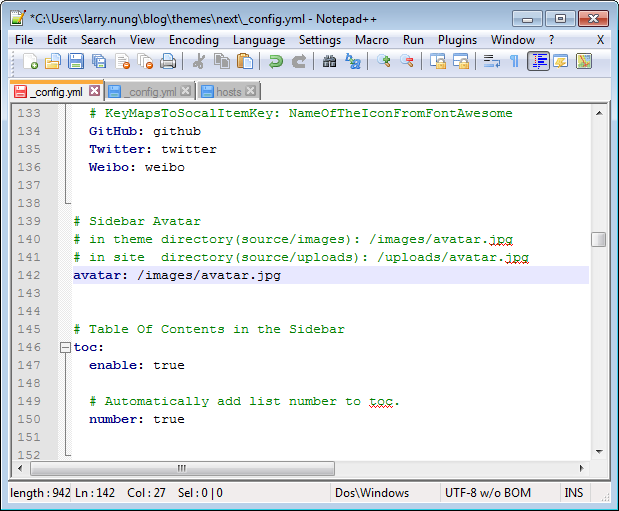 *C:\Users\larry.nung\blog\themes\next\_config.yml - Notepad++
File Edit Search View Encoding Language Settings Macro Run Plugins Window ? X
_config.yml _config.yml hosts
133 # KeyMapsToSocalItemKey: NameOfTheIconFromFontAwesome
134 GitHub: github
135 Twitter: twitter
136 Weibo: weibo
137
138
139 # Sidebar Avatar
140 # in theme directory(source/images): /images/avatar.jpg
141 # in site  directory(source/uploads): /uploads/avatar.jpg
142 avatar: /images/avatar.jpg
143
144
145 # Table Of Contents in the Sidebar
146 toc:
147 enable: true
148
149 # Automatically add list number to toc.
150 number: true
151
152
length : 942 Ln : 142 Col : 27 Sel : 0 | 0 Dos\Windows UTF-8 w/o BOM INS